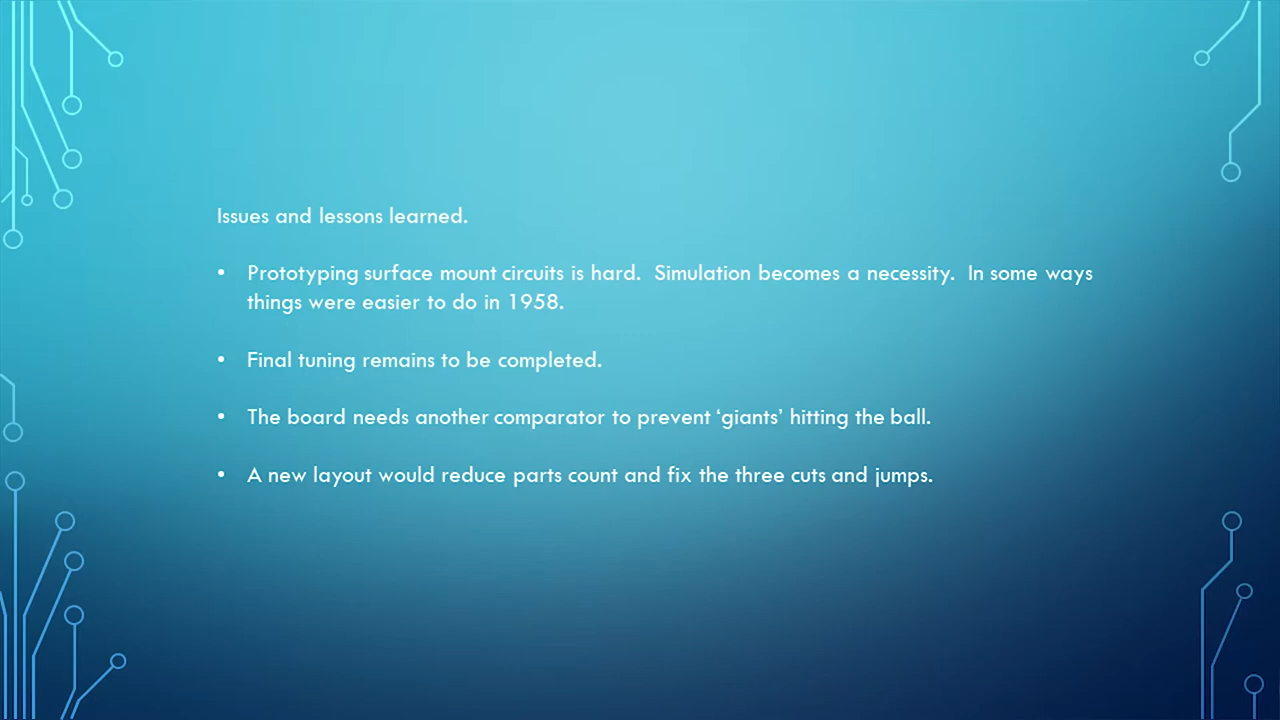 Issues and lessons learned.
• Prototyping surface mount circuits is hard.  Simulation becomes a necessity.  In some ways
things were easier to do in 1958.
• Final tuning remains to be completed.
• The board needs another comparator to prevent ‘giants’ hitting the ball.
• A new layout would reduce parts count and fix the three cuts and jumps.